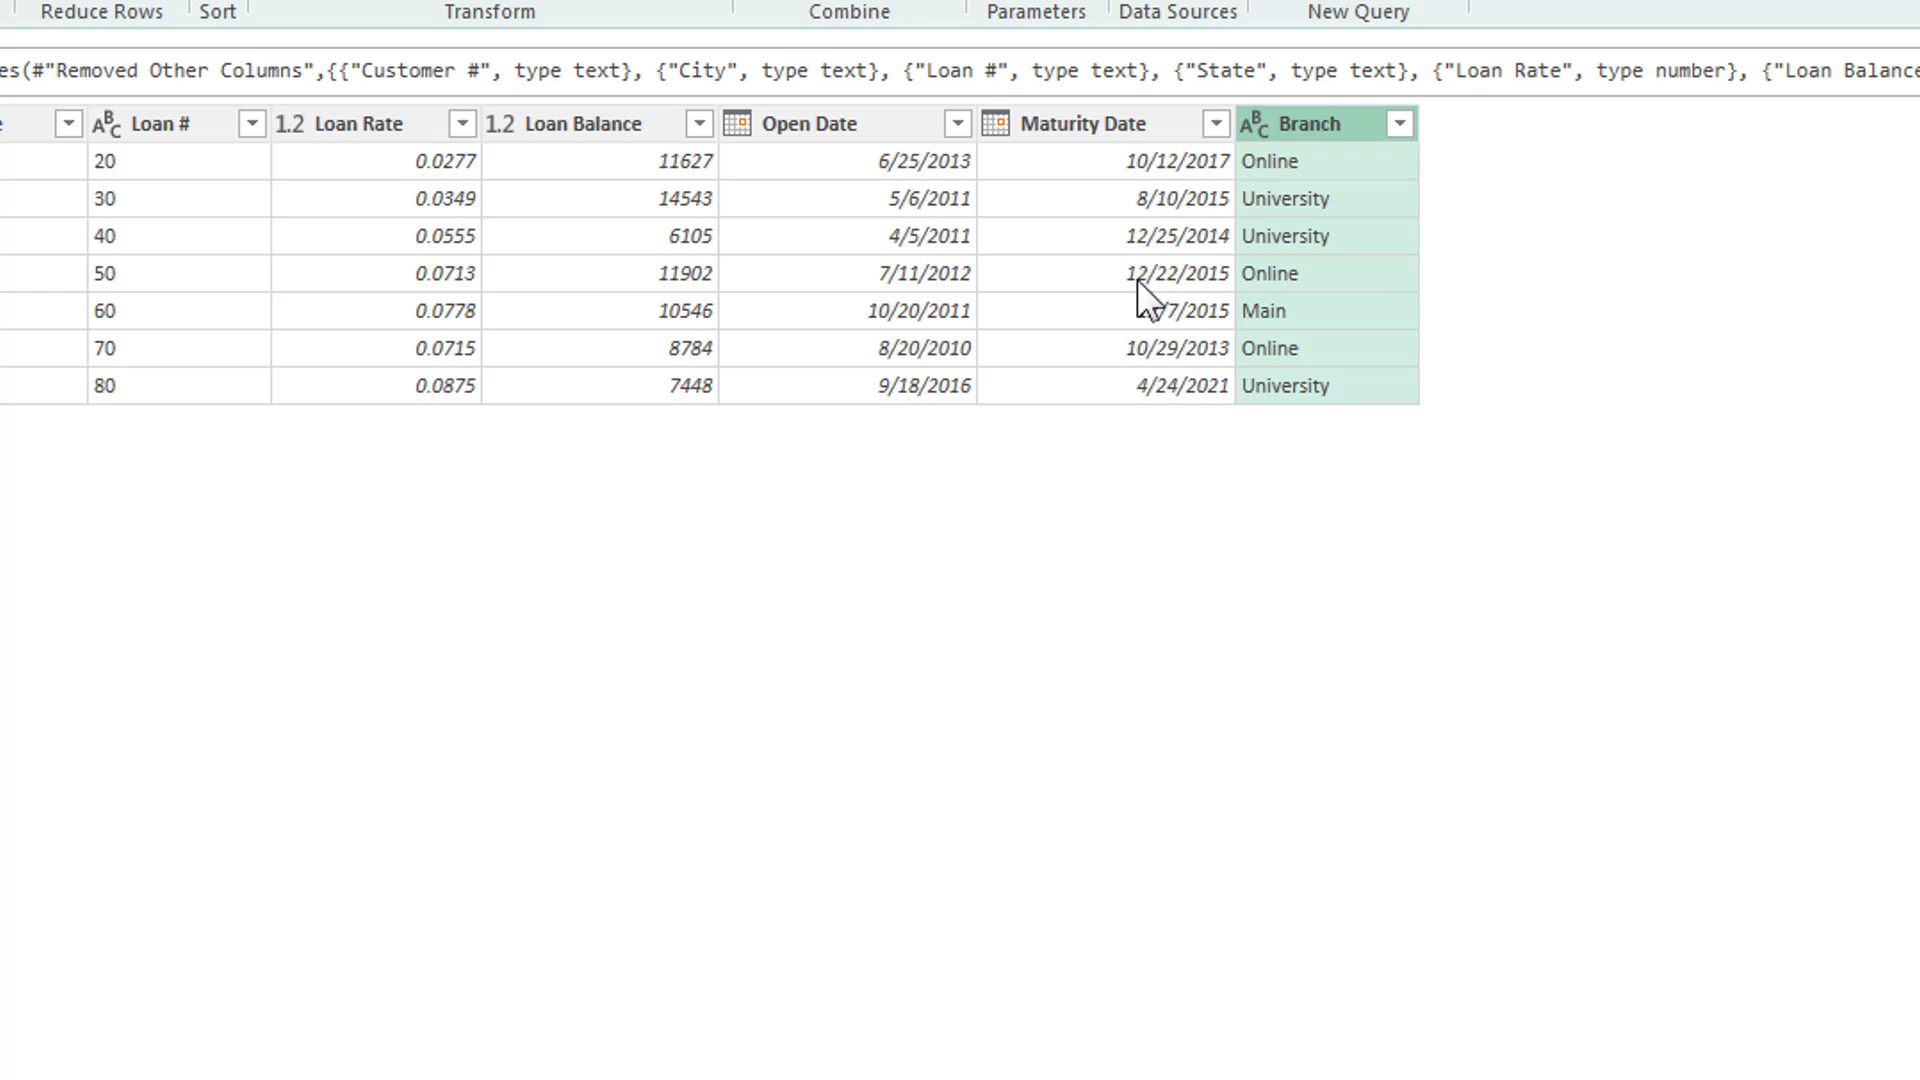 Reduce Rows Sort Transform Combine Parameters Data Sources New Query
es(#"Removed Other Columns",{{"Customer #", type text}, {"City", type text}, {"Loan #", type text}, {"State", type text}, {"Loan Rate", type number}, {"Loan Balance
e ABC Loan # 1.2 Loan Rate 1.2 Loan Balance Open Date Maturity Date ABC Branch
20 0.0277 11627 6/25/2013 10/12/2017 Online
30 0.0349 14543 5/6/2011 8/10/2015 University
40 0.0555 6105 4/5/2011 12/25/2014 University
50 0.0713 11902 7/11/2012 12/22/2015 Online
60 0.0778 10546 10/20/2011 /7/2015 Main
70 0.0715 8784 8/20/2010 10/29/2013 Online
80 0.0875 7448 9/18/2016 4/24/2021 University